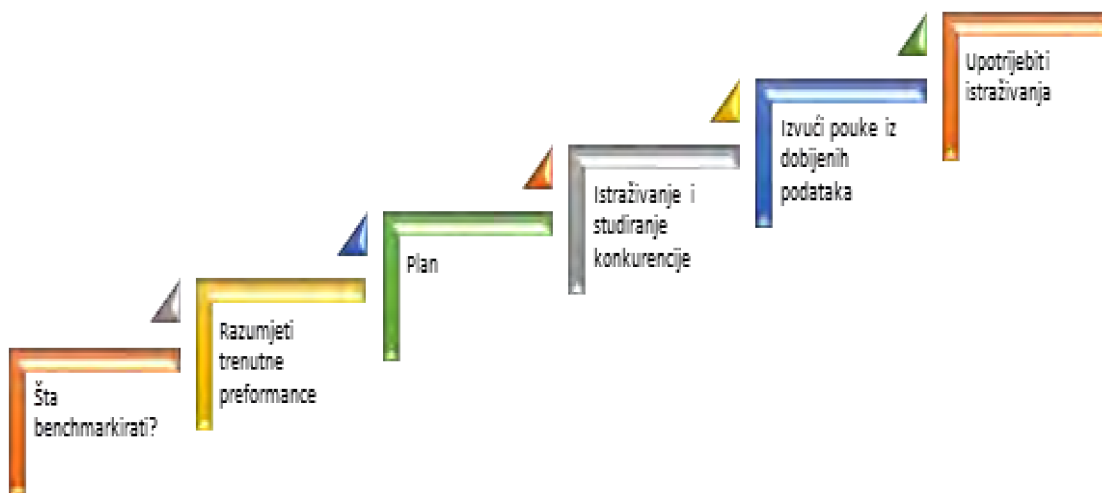 Šta
benchmarkirati?
Razumjeti
trenutne
preformance
Plan
Istraživanje i
studiranje
konkurencije
Izvući pouke iz
dobijenih
podataka
Upotrijebiti
istraživanja